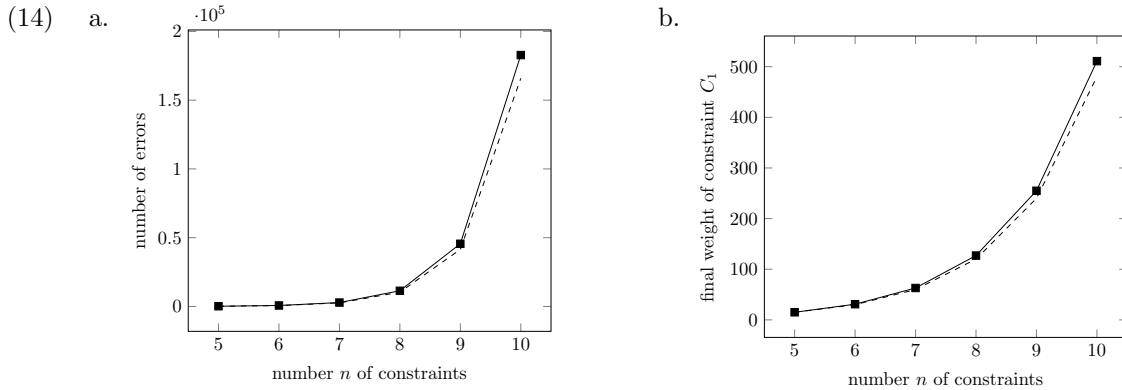 (14) a.
·10^5
2
1.5
1
0.5
0
number of errors
5 6 7 8 9 10
number n of constraints
b.
500
400
300
200
100
0
final weight of constraint C₁
5 6 7 8 9 10
number n of constraints